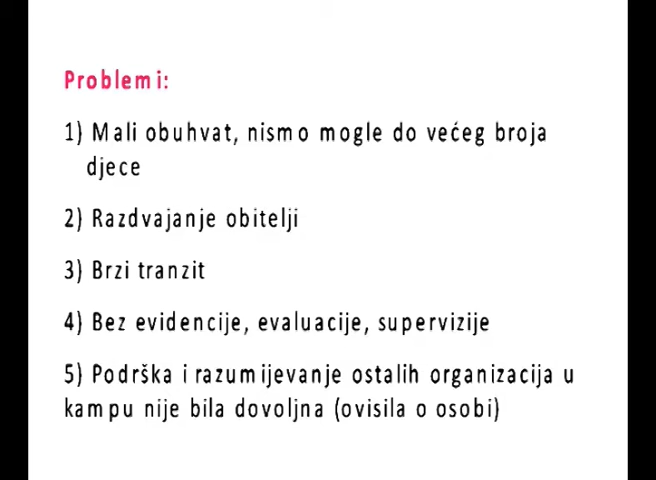 Problemi:
1) Mali obuhvat, nismo mogle do većeg broja
djece
2) Razdvajanje obitelji
3) Brzi tranzit
4) Bez evidencije, evaluacije, supervizije
5) Podrška i razumijevanje ostalih organizacija u
kampu nije bila dovoljna (ovisila o osobi)